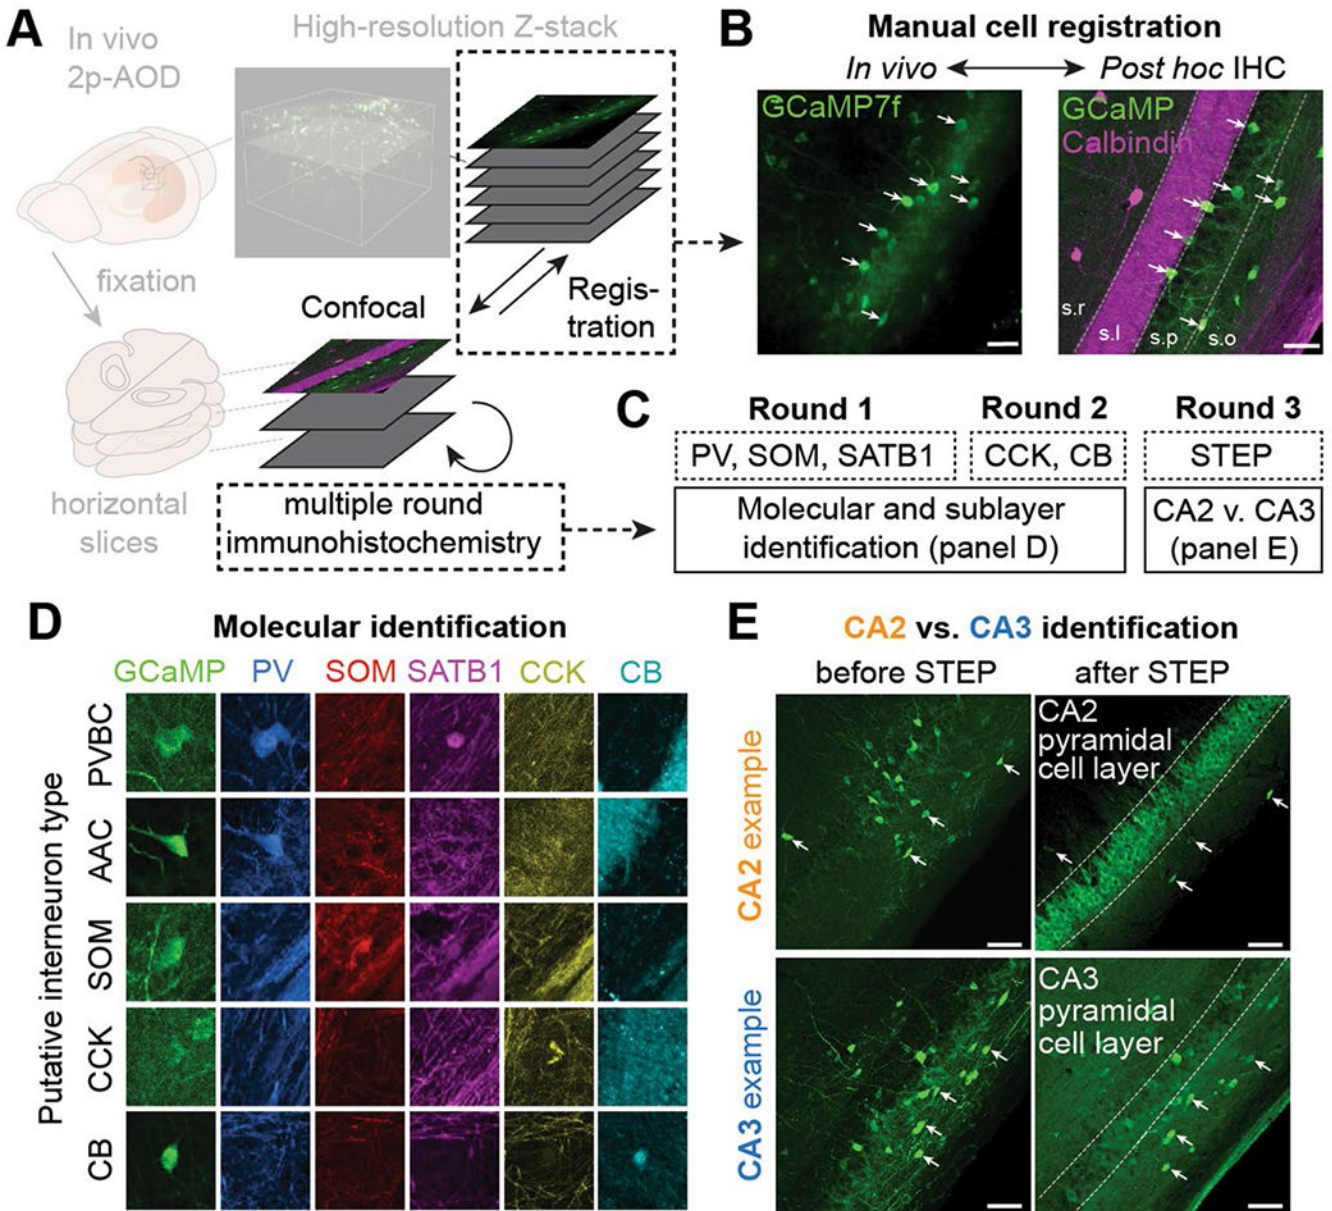 A
In vivo
2p-AOD
High-resolution Z-stack
fixation
Confocal
Regis-
tration
horizontal
slices
multiple round
immunohistochemistry
B
Manual cell registration
In vivo
Post hoc IHC
GCaMP7f
GCaMP
Calbindin
s.r
s.l
s.p
s.o
C
Round 1
Round 2
Round 3
PV, SOM, SATB1
CCK, CB
STEP
Molecular and sublayer
identification (panel D)
CA2 v. CA3
(panel E)
D
Molecular identification
GCaMP
PV
SOM
SATB1
CCK
CB
Putative interneuron type
PVBC
AAC
SOM
CCK
CB
E
CA2 vs. CA3 identification
before STEP
after STEP
CA2 example
CA2
pyramidal
cell layer
CA3 example
CA3
pyramidal
cell layer